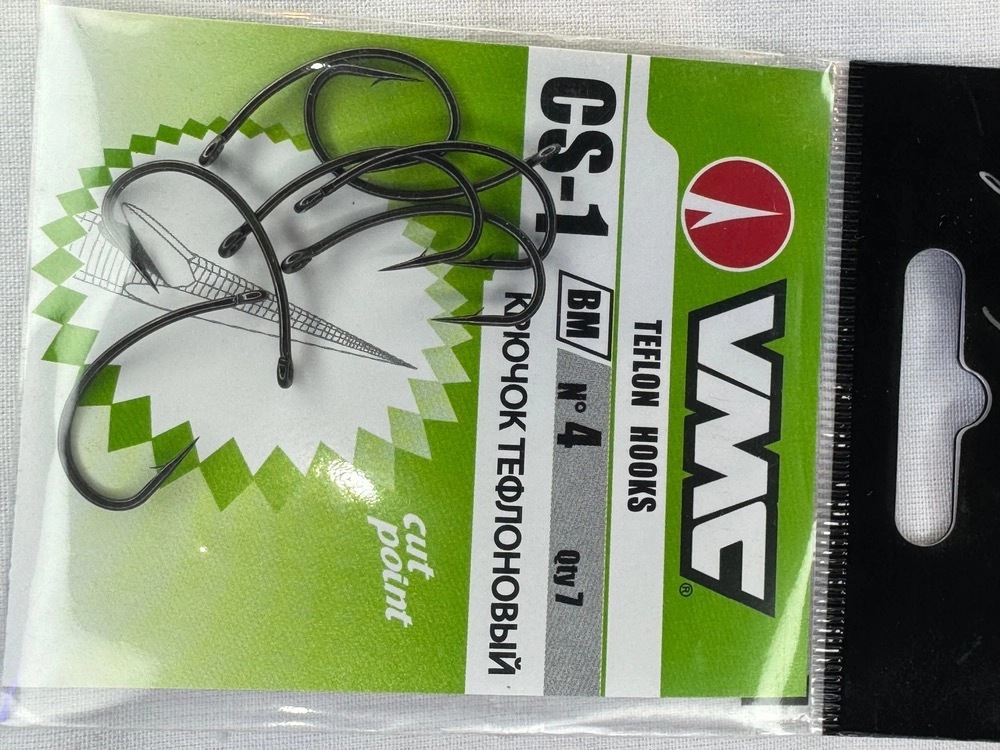 VMC®
TEFLON HOOKS
CS-1 BM N° 4 Qty 7
КРЮЧОК ТЕФЛОНОВЫЙ
cut
point